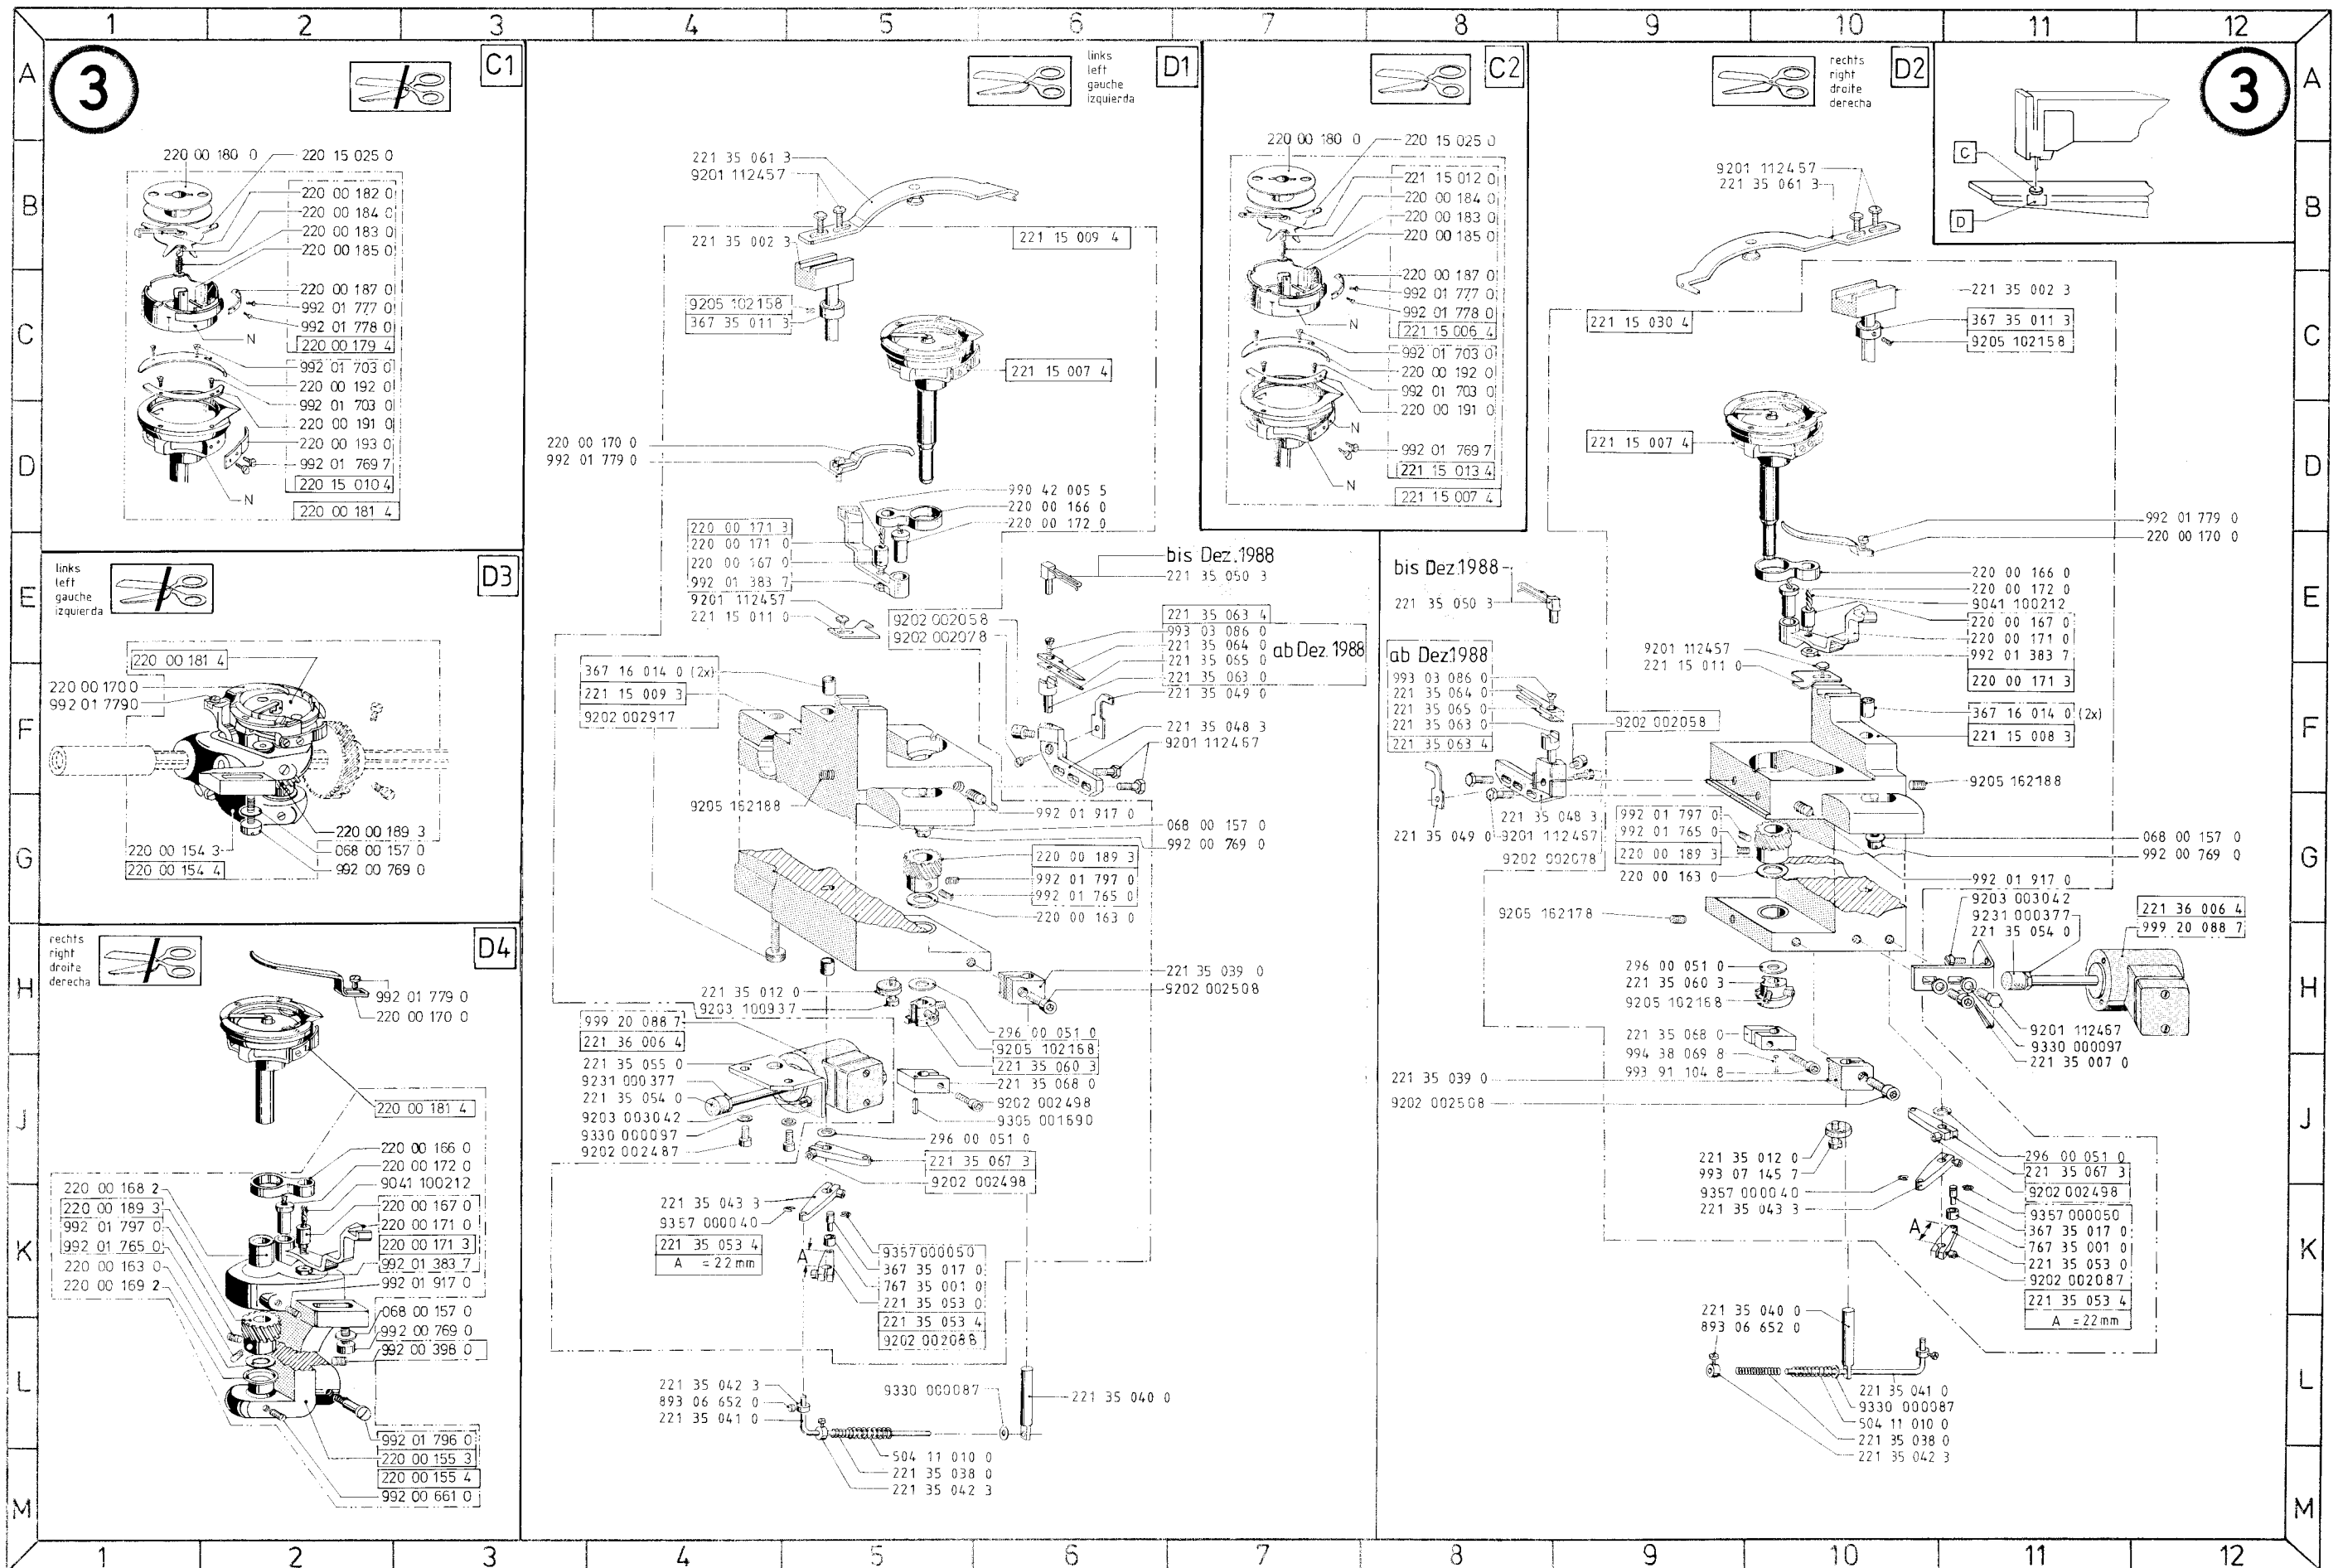 1 2 3 4 5 6 7 8 9 10 11 12
A
B
C
D
E
F
G
H
J
K
L
M
3
C1
220 00 180 0
220 15 025 0
220 00 182 0
220 00 184 0
220 00 183 0
220 00 185 0
220 00 187 0
992 01 777 0
992 01 778 0
N
220 00 179 4
992 01 703 0
220 00 192 0
992 01 703 0
220 00 191 0
220 00 193 0
992 01 769 7
220 15 010 4
N
220 00 181 4
links
left
gauche
izquierda
D3
220 00 181 4
220 00 170 0
992 01 779 0
220 00 189 3
220 00 154 3
068 00 157 0
220 00 154 4
992 00 769 0
rechts
right
droite
derecha
D4
992 01 779 0
220 00 170 0
220 00 181 4
220 00 166 0
220 00 172 0
9041 100212
220 00 167 0
220 00 171 0
220 00 171 3
992 01 383 7
992 01 917 0
068 00 157 0
992 00 769 0
992 00 398 0
220 00 168 2
220 00 189 3
992 01 797 0
992 01 765 0
220 00 163 0
220 00 169 2
992 01 796 0
220 00 155 3
220 00 155 4
992 00 661 0
links
left
gauche
izquierda
D1
221 35 061 3
9201 112457
221 35 002 3
221 15 009 4
9205 102158
367 35 011 3
221 15 007 4
220 00 170 0
992 01 779 0
990 42 005 5
220 00 166 0
220 00 172 0
220 00 171 3
220 00 171 0
220 00 167 0
992 01 383 7
9201 112457
221 15 011 0
bis Dez.1988
221 35 050 3
9202 002058
9202 002078
221 35 063 4
993 03 086 0
221 35 064 0
221 35 065 0
221 35 063 0
ab Dez.1988
221 35 049 0
367 16 014 0 (2x)
221 15 009 3
9202 002917
221 35 048 3
9201 112467
9205 162188
992 01 917 0
068 00 157 0
992 00 769 0
220 00 189 3
992 01 797 0
992 01 765 0
220 00 163 0
221 35 039 0
9202 002508
221 35 012 0
9203 100937
296 00 051 0
9205 102168
221 35 060 3
221 35 068 0
9202 002498
9305 001690
999 20 088 7
221 36 006 4
221 35 055 0
9231 000377
221 35 054 0
9203 003042
9330 000097
9202 002487
296 00 051 0
221 35 067 3
9202 002498
221 35 043 3
9357 000040
221 35 053 4
A = 22 mm
A
9357 000050
367 35 017 0
767 35 001 0
221 35 053 0
221 35 053 4
9202 002088
221 35 042 3
893 06 652 0
221 35 041 0
9330 000087
221 35 040 0
504 11 010 0
221 35 038 0
221 35 042 3
C2
220 00 180 0
220 15 025 0
221 15 012 0
220 00 184 0
220 00 183 0
220 00 185 0
220 00 187 0
992 01 777 0
992 01 778 0
N
221 15 006 4
992 01 703 0
220 00 192 0
992 01 703 0
220 00 191 0
N
992 01 769 7
221 15 013 4
N
221 15 007 4
rechts
right
droite
derecha
D2
3
C
D
9201 112457
221 35 061 3
221 35 002 3
221 15 030 4
367 35 011 3
9205 102158
221 15 007 4
992 01 779 0
220 00 170 0
bis Dez.1988
221 35 050 3
220 00 166 0
220 00 172 0
9041 100212
220 00 167 0
220 00 171 0
992 01 383 7
220 00 171 3
9201 112457
221 15 011 0
ab Dez.1988
993 03 086 0
221 35 064 0
221 35 065 0
221 35 063 0
221 35 063 4
9202 002058
367 16 014 0 (2x)
221 15 008 3
9205 162188
221 35 048 3
221 35 049 0
9201 112467
9202 002078
992 01 797 0
992 01 765 0
220 00 189 3
220 00 163 0
068 00 157 0
992 00 769 0
992 01 917 0
9205 162178
9203 003042
9231 000377
221 35 054 0
221 36 006 4
999 20 088 7
296 00 051 0
221 35 060 3
9205 102168
221 35 068 0
994 38 069 8
993 91 104 8
9201 112467
9330 000097
221 35 007 0
221 35 039 0
9202 002508
221 35 012 0
993 07 145 7
9357 000040
221 35 043 3
296 00 051 0
221 35 067 3
9202 002498
A
9357 000050
367 35 017 0
767 35 001 0
221 35 053 0
9202 002087
221 35 053 4
A = 22 mm
221 35 040 0
893 06 652 0
221 35 041 0
9330 000087
504 11 010 0
221 35 038 0
221 35 042 3
A
B
C
D
E
F
G
H
J
K
L
M
1 2 3 4 5 6 7 8 9 10 11 12